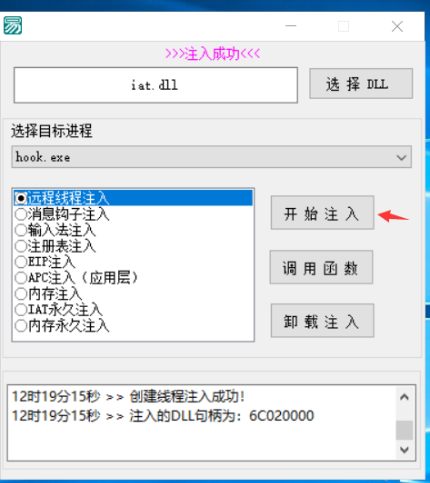 易
>>>注入成功<<<
iat.dll
选 择 DLL
选择目标进程
hook.exe
远程线程注入
消息钩子注入
输入法注入
注册表注入
EIP注入
APC注入（应用层）
内存注入
IAT永久注入
内存永久注入
开 始 注 入
调 用 函 数
卸 载 注 入
12时19分15秒 >> 创建线程注入成功!
12时19分15秒 >> 注入的DLL句柄为: 6C020000